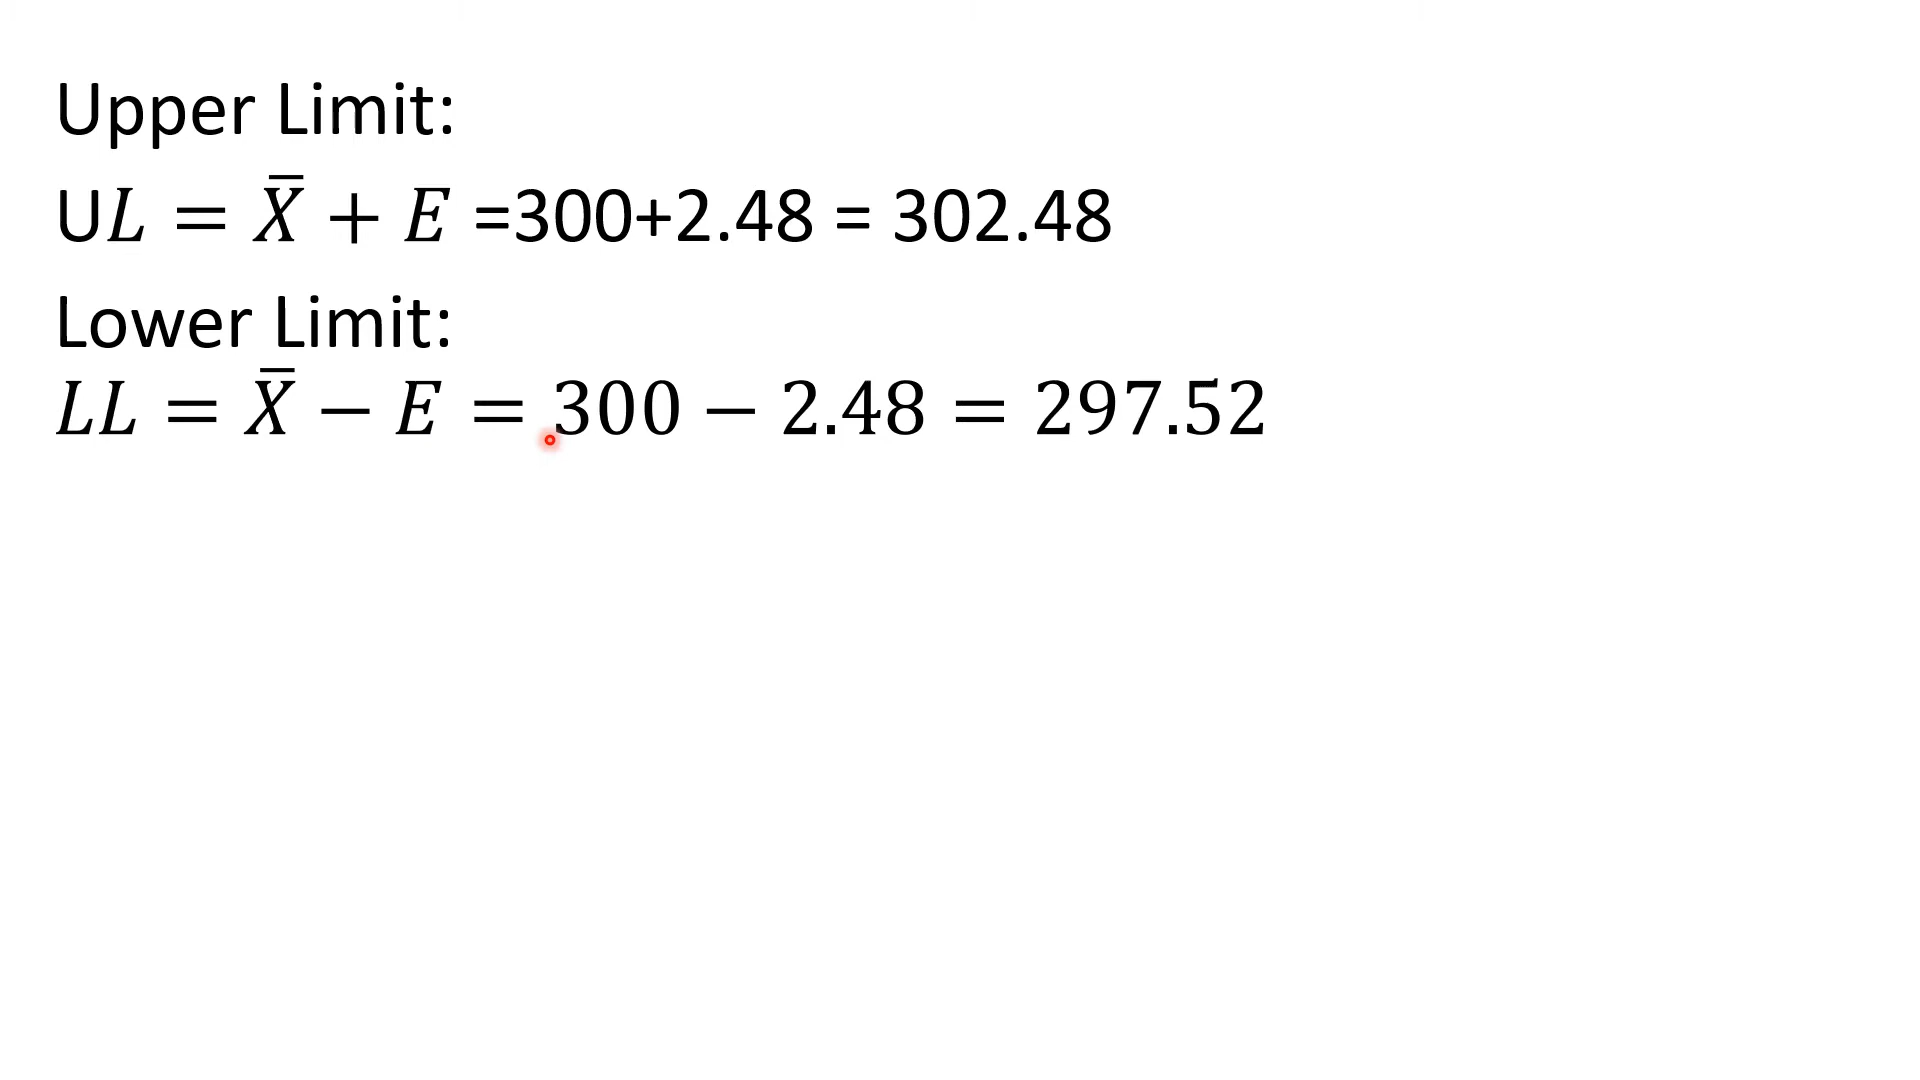 Upper Limit:
UL = X̅ + E =300+2.48 = 302.48
Lower Limit:
LL = X̅ − E = 300 − 2.48 = 297.52